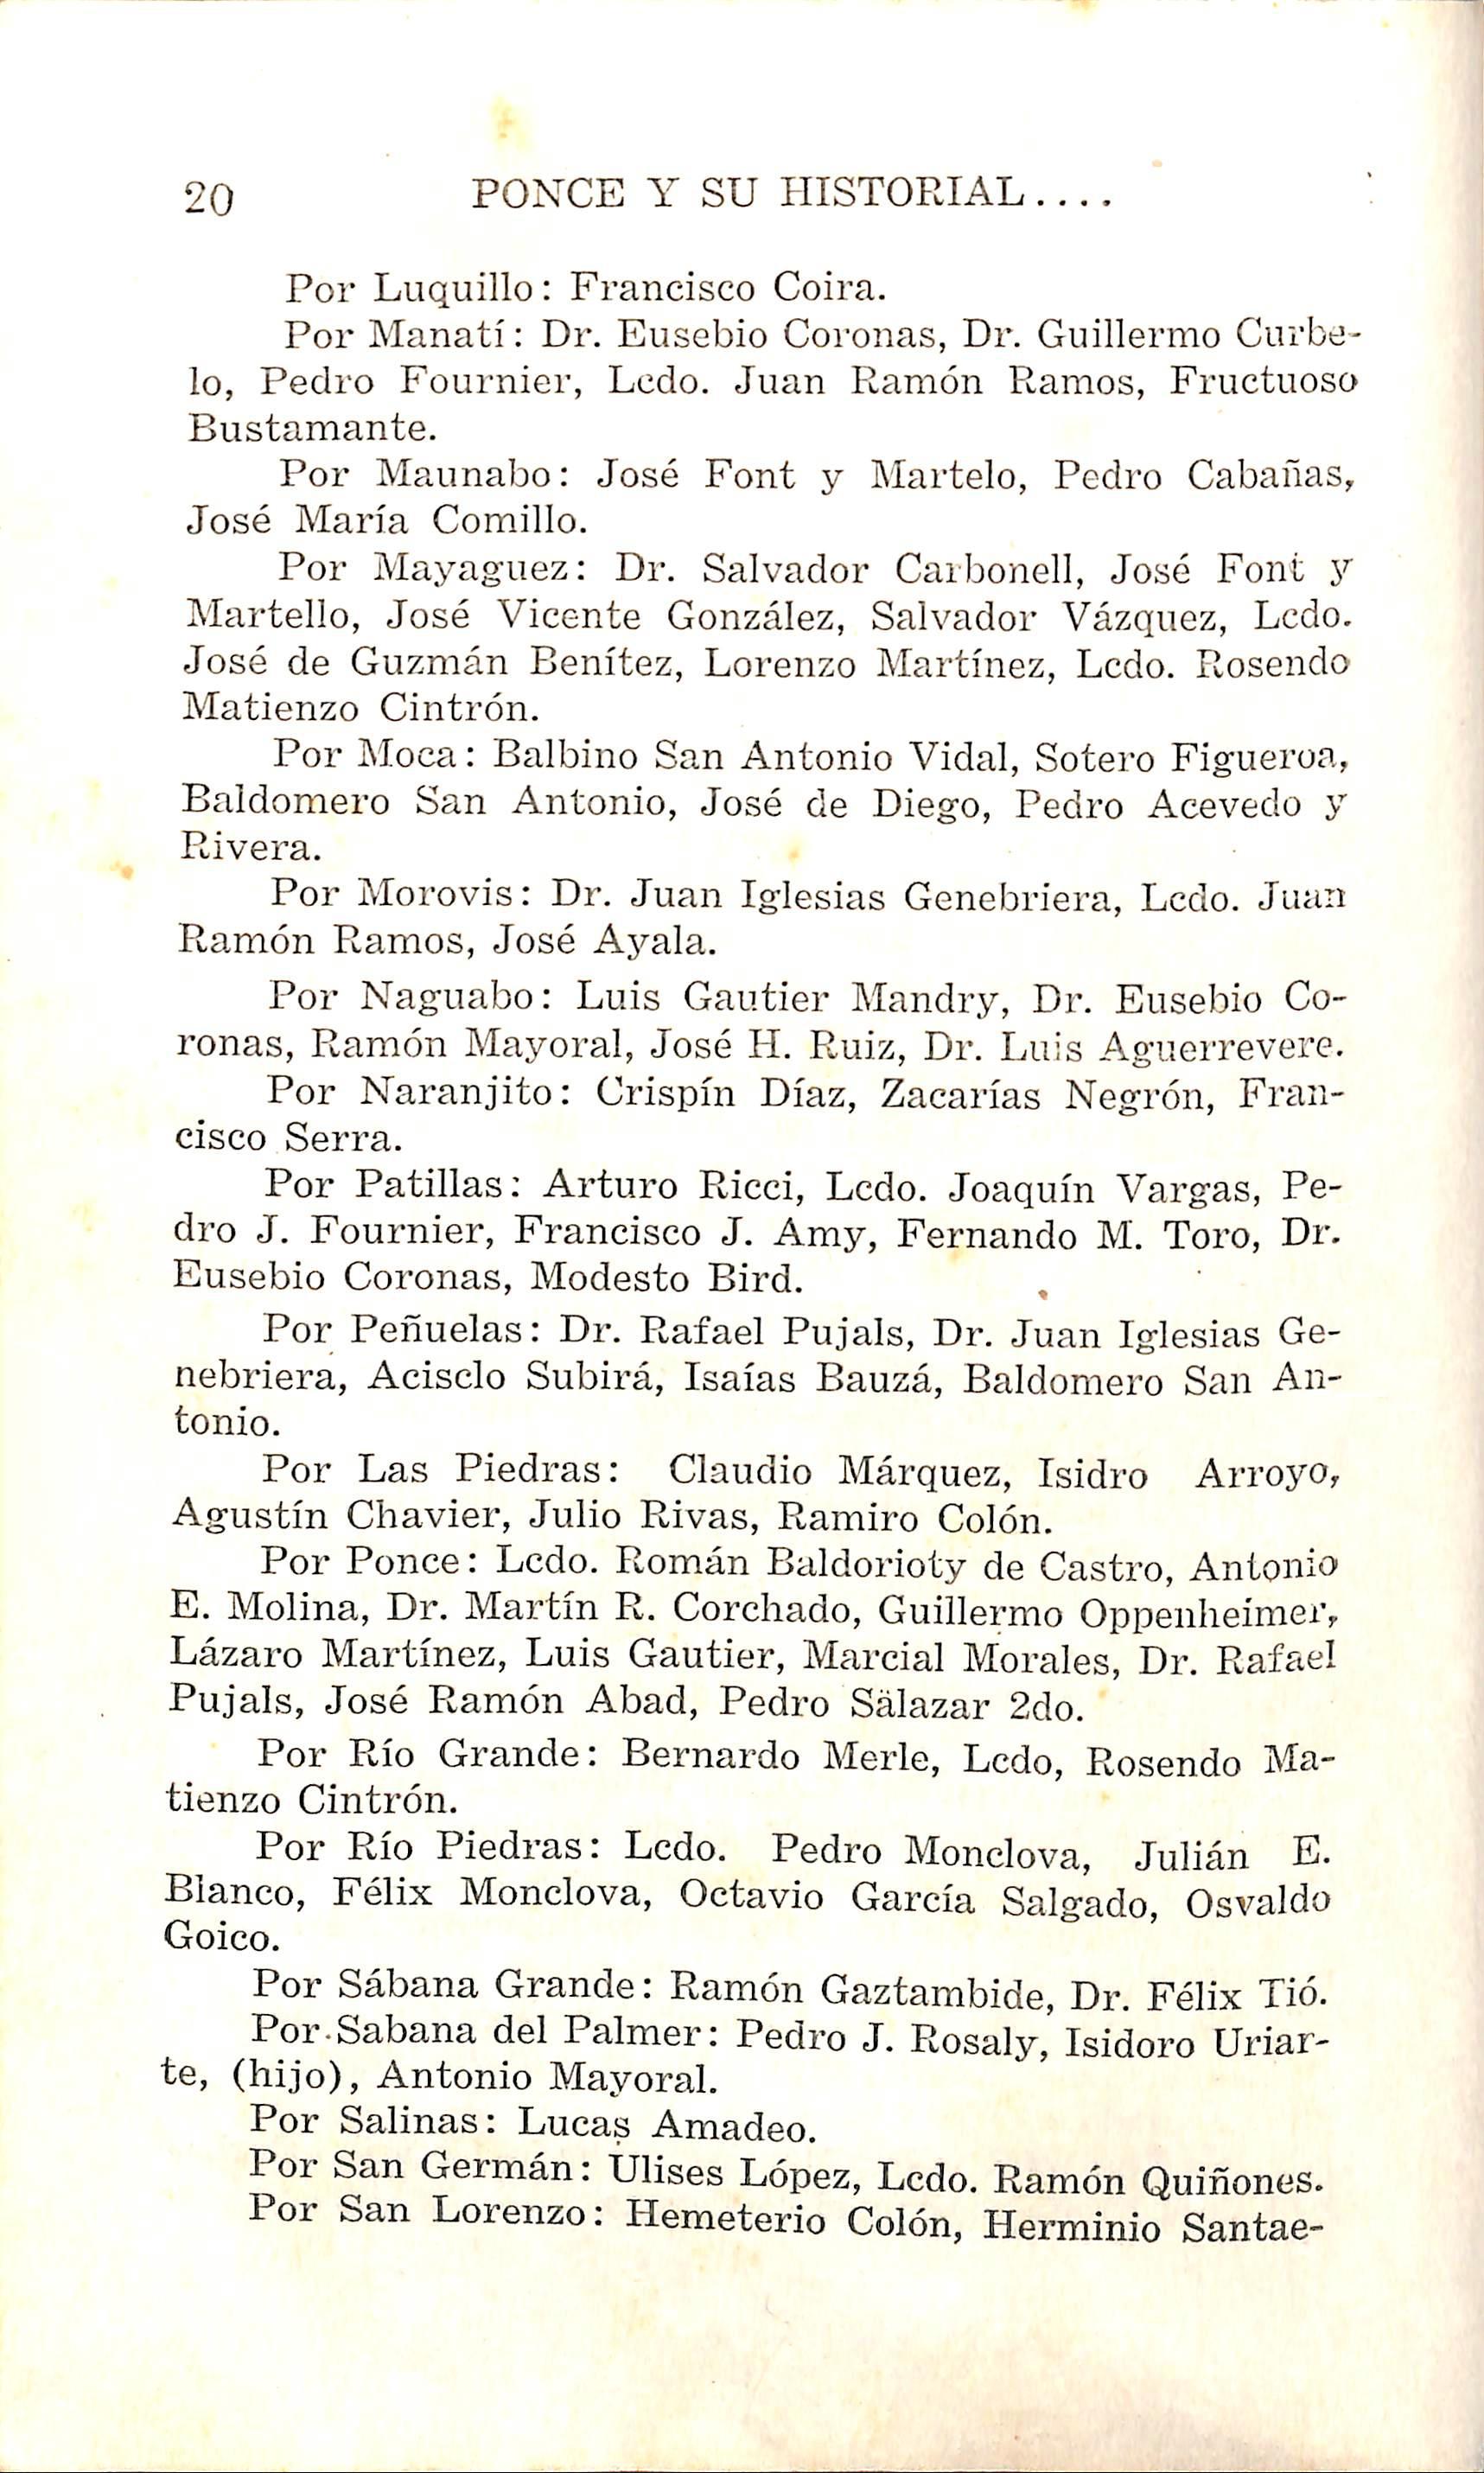 20 PONCE Y SU HISTORIAL....
Por Luquillo: Francisco Coira.
Por Manatí: Dr. Eusebio Coronas, Dr. Guillermo Curbe-
lo, Pedro Fournier, Lcdo. Juan Ramón Ramos, Fructuoso
Bustamante.
Por Maunabo: José Font y Martelo, Pedro Cabañas,
José María Comillo.
Por Mayaguez: Dr. Salvador Carbonell, José Font y
Martello, José Vicente González, Salvador Vázquez, Lcdo.
José de Guzmán Benítez, Lorenzo Martínez, Lcdo. Rosendo
Matienzo Cintrón.
Por Moca: Balbino San Antonio Vidal, Sotero Figueroa,
Baldomero San Antonio, José de Diego, Pedro Acevedo y
Rivera.
Por Morovis: Dr. Juan Iglesias Genebriera, Lcdo. Juan
Ramón Ramos, José Ayala.
Por Naguabo: Luis Gautier Mandry, Dr. Eusebio Co-
ronas, Ramón Mayoral, José H. Ruiz, Dr. Luis Aguerrevere.
Por Naranjito: Crispín Díaz, Zacarías Negrón, Fran-
cisco Serra.
Por Patillas: Arturo Ricci, Lcdo. Joaquín Vargas, Pe-
dro J. Fournier, Francisco J. Amy, Fernando M. Toro, Dr.
Eusebio Coronas, Modesto Bird.
Por Peñuelas: Dr. Rafael Pujals, Dr. Juan Iglesias Ge-
nebriera, Acisclo Subirá, Isaías Bauzá, Baldomero San An-
tonio.
Por Las Piedras: Claudio Márquez, Isidro Arroyo,
Agustín Chavier, Julio Rivas, Ramiro Colón.
Por Ponce: Lcdo. Román Baldorioty de Castro, Antonio
E. Molina, Dr. Martín R. Corchado, Guillermo Oppenheimer,
Lázaro Martínez, Luis Gautier, Marcial Morales, Dr. Rafael
Pujals, José Ramón Abad, Pedro Sälazar 2do.
Por Río Grande: Bernardo Merle, Lcdo, Rosendo Ma-
tienzo Cintrón.
Por Río Piedras: Lcdo. Pedro Monclova, Julián E.
Blanco, Félix Monclova, Octavio García Salgado, Osvaldo
Goico.
Por Sábana Grande: Ramón Gaztambide, Dr. Félix Tió.
Por Sabana del Palmer: Pedro J. Rosaly, Isidoro Uriar-
te, (hijo), Antonio Mayoral.
Por Salinas: Lucas Amadeo.
Por San Germán: Ulises López, Lcdo. Ramón Quiñones.
Por San Lorenzo: Hemeterio Colón, Herminio Santae-